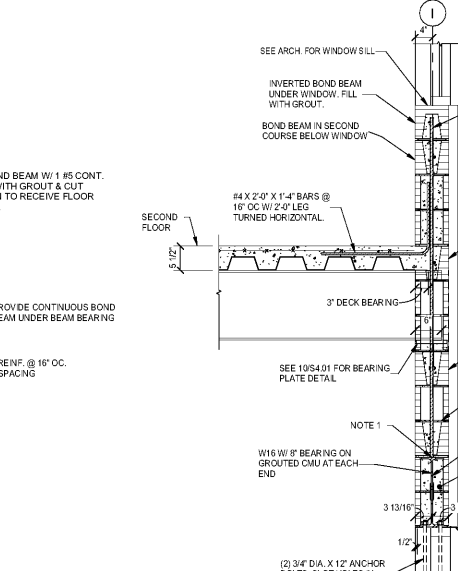 I
4"
SEE ARCH. FOR WINDOW SILL
INVERTED BOND BEAM
UNDER WINDOW. FILL
WITH GROUT.
BOND BEAM IN SECOND
COURSE BELOW WINDOW
BEAM W/ 1 #5 CONT.
WITH GROUT & CUT
TO RECEIVE FLOOR
#4 X 2'-0" X 1'-4" BARS @
16" OC W/ 2'-0" LEG
TURNED HORIZONTAL.
SECOND
FLOOR
5 1/2"
3" DECK BEARING
CONTINUOUS BOND
UNDER BEAM BEARING
6"
REINF. @ 16" OC.
SPACING
SEE 10/S4.01 FOR BEARING
PLATE DETAIL
NOTE 1
W16 W/ 8" BEARING ON
GROUTED CMU AT EACH
END
3 13/16"
3
1/2"
(2) 3/4" DIA. X 12" ANCHOR